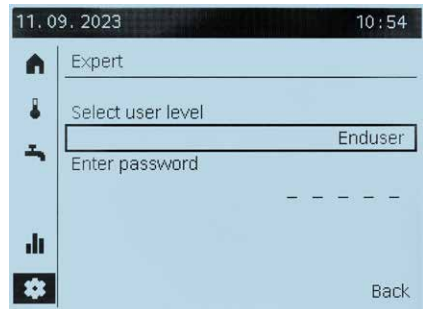 11.09.2023 10:54
Expert
Select user level
Enduser
Enter password
_ _ _ _ _
Back